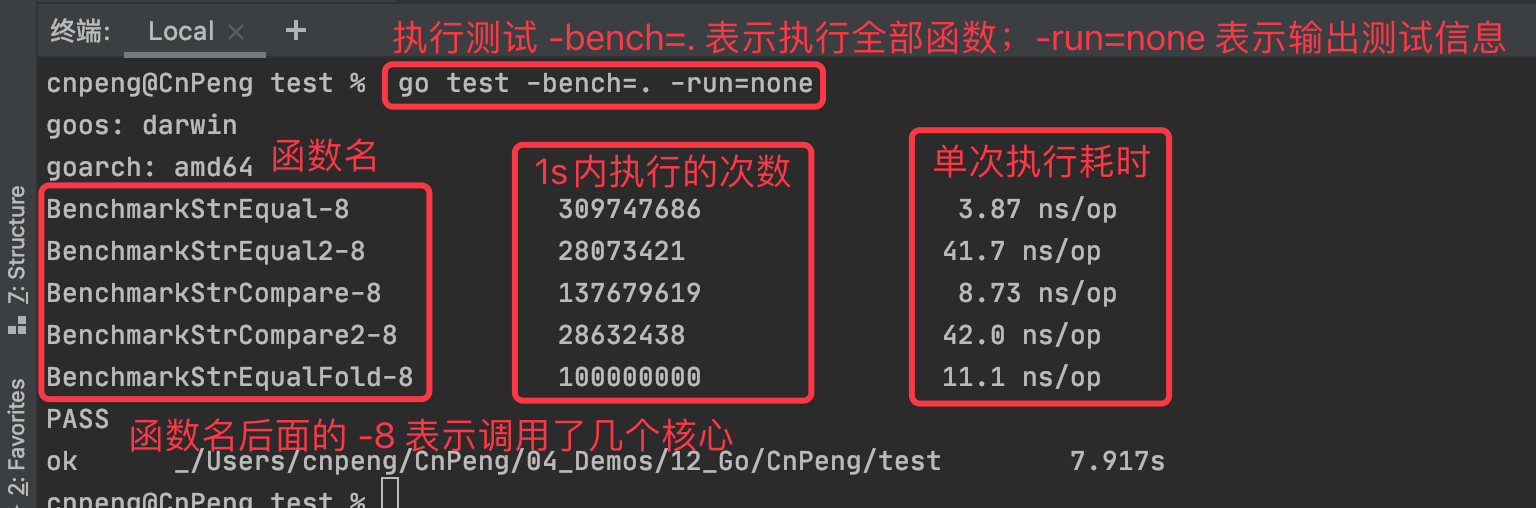 终端: Local × +
执行测试 -bench=. 表示执行全部函数；-run=none 表示输出测试信息
cnpeng@CnPeng test % go test -bench=. -run=none
goos: darwin
goarch: amd64
函数名
1s内执行的次数
单次执行耗时
BenchmarkStrEqual-8 309747686 3.87 ns/op
BenchmarkStrEqual2-8 28073421 41.7 ns/op
BenchmarkStrCompare-8 137679619 8.73 ns/op
BenchmarkStrCompare2-8 28632438 42.0 ns/op
BenchmarkStrEqualFold-8 100000000 11.1 ns/op
PASS
函数名后面的 -8 表示调用了几个核心
ok _/Users/cnpeng/CnPeng/04_Demos/12_Go/CnPeng/test 7.917s
cnpeng@CnPeng test %
7: Structure
2: Favorites